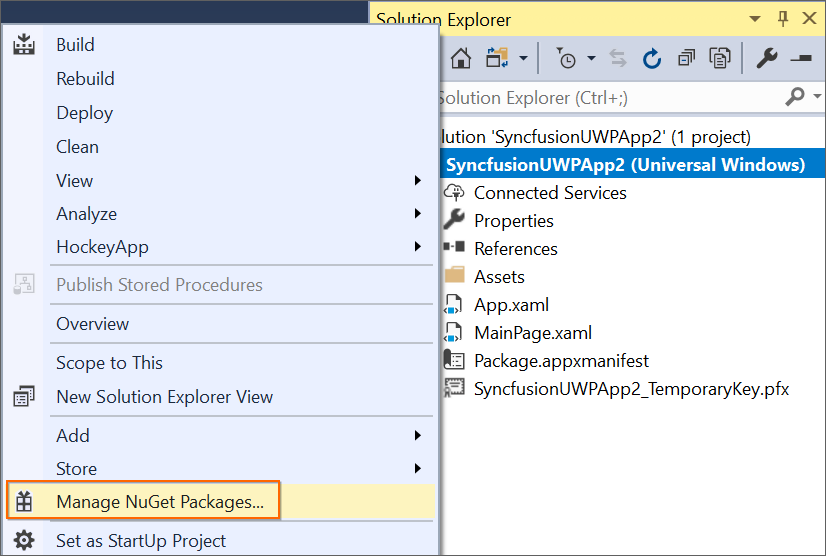 Solution Explorer
Build
Rebuild
Deploy
Clean
View
Analyze
HockeyApp
Publish Stored Procedures
Overview
Scope to This
New Solution Explorer View
Add
Store
Manage NuGet Packages...
Set as StartUp Project
Solution Explorer (Ctrl+;)
lution 'SyncfusionUWPApp2' (1 project)
SyncfusionUWPApp2 (Universal Windows)
Connected Services
Properties
References
Assets
App.xaml
MainPage.xaml
Package.appxmanifest
SyncfusionUWPApp2_TemporaryKey.pfx